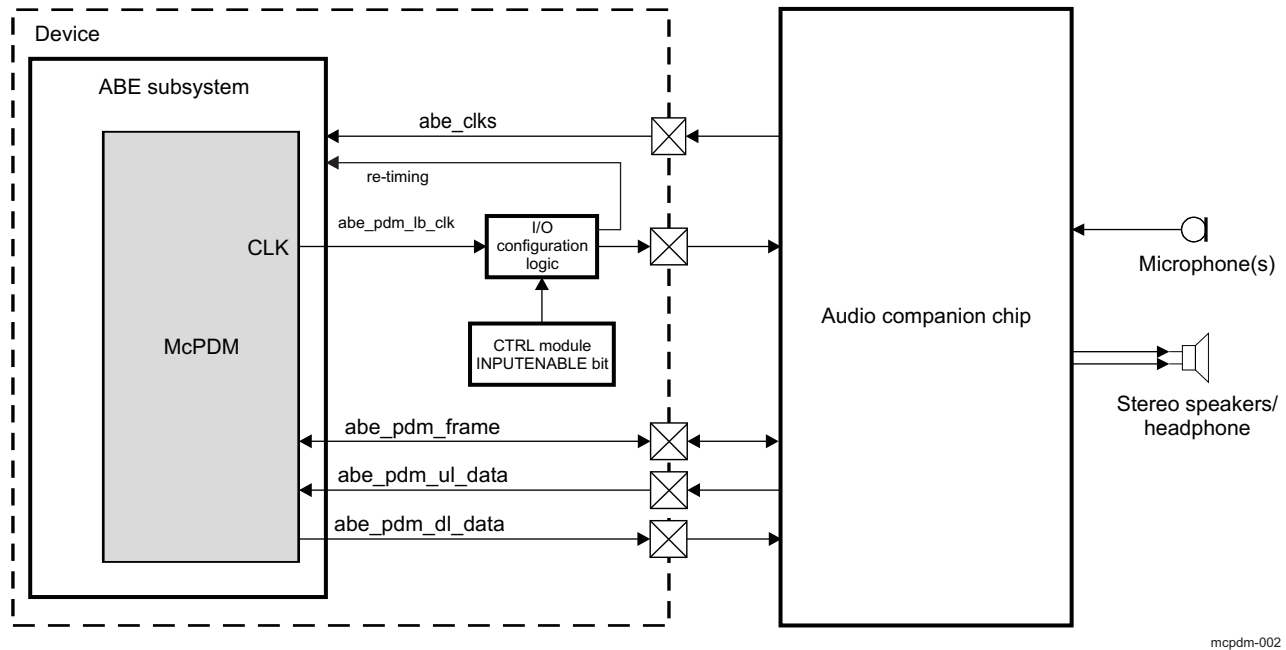 Device
ABE subsystem
abe_clks
re-timing
abe_pdm_lb_clk
CLK
I/O
configuration
logic
CTRL module
INPUTENABLE bit
McPDM
abe_pdm_frame
abe_pdm_ul_data
abe_pdm_dl_data
Audio companion chip
Microphone(s)
Stereo speakers/
headphone
mcpdm-002